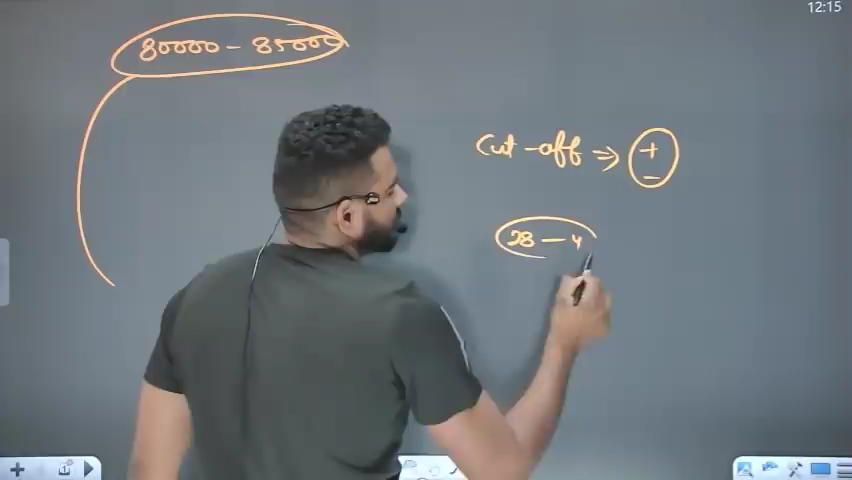 12:15
80000 - 85000
Cut-off ⇒ +
-
28 - 4